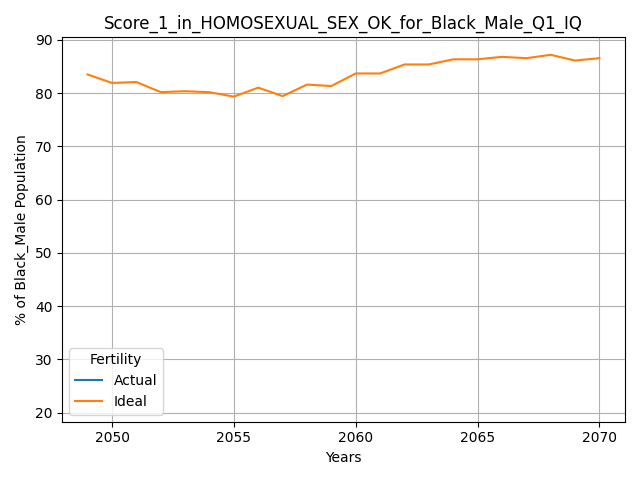 Score_1_in_HOMOSEXUAL_SEX_OK_for_Black_Male_Q1_IQ
% of Black_Male Population
90
80
70
60
50
40
30
20
Fertility
Actual
Ideal
2050 2055 2060 2065 2070
Years